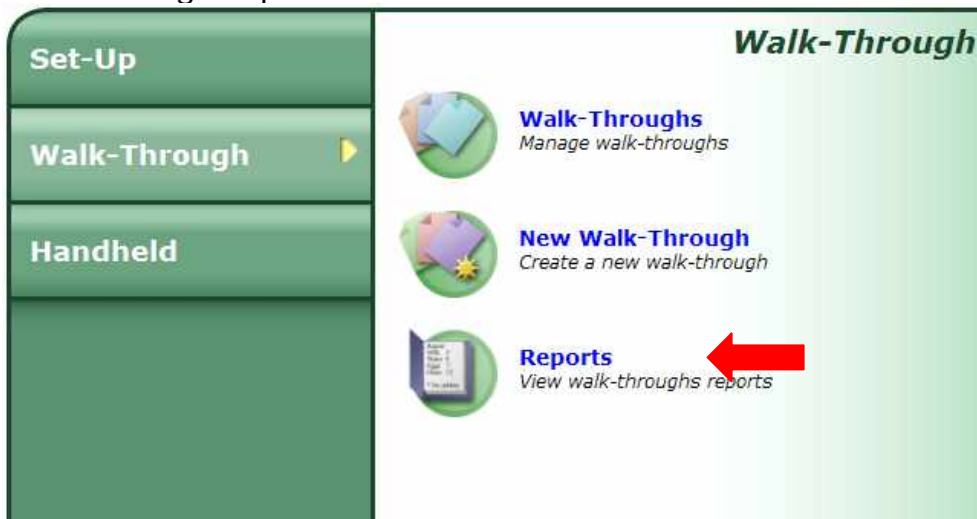 Set-Up
Walk-Through
Handheld
Walk-Through
Walk-Throughs
Manage walk-throughs
New Walk-Through
Create a new walk-through
Reports
View walk-throughs reports